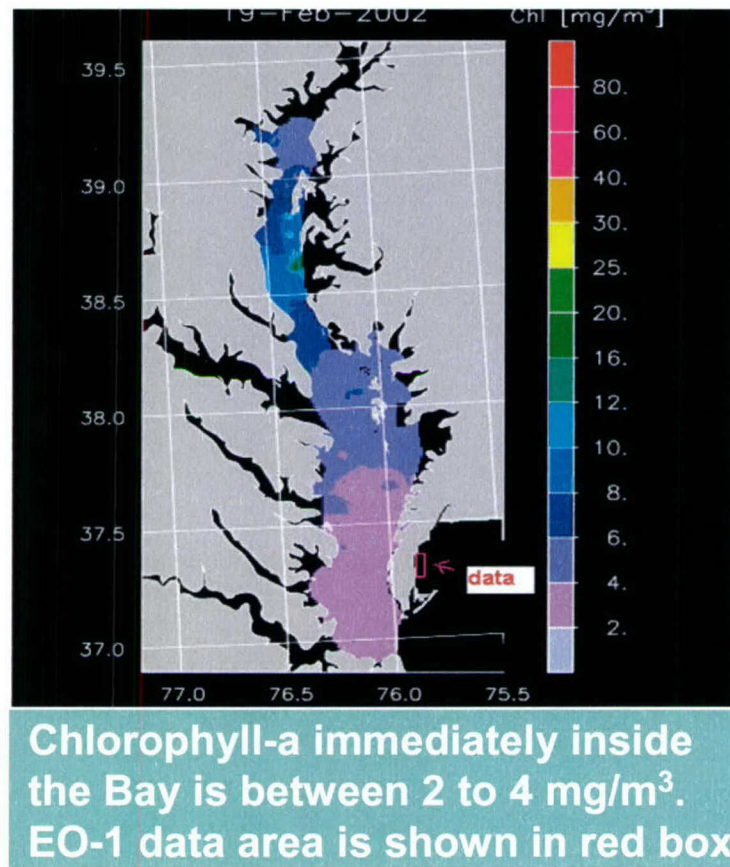 19-Feb-2002
Chl [mg/m³]
39.5
39.0
38.5
38.0
37.5
37.0
77.0 76.5 76.0 75.5
80.
60.
40.
30.
25.
20.
16.
12.
10.
8.
6.
4.
2.
data
Chlorophyll-a immediately inside
the Bay is between 2 to 4 mg/m³.
EO-1 data area is shown in red box